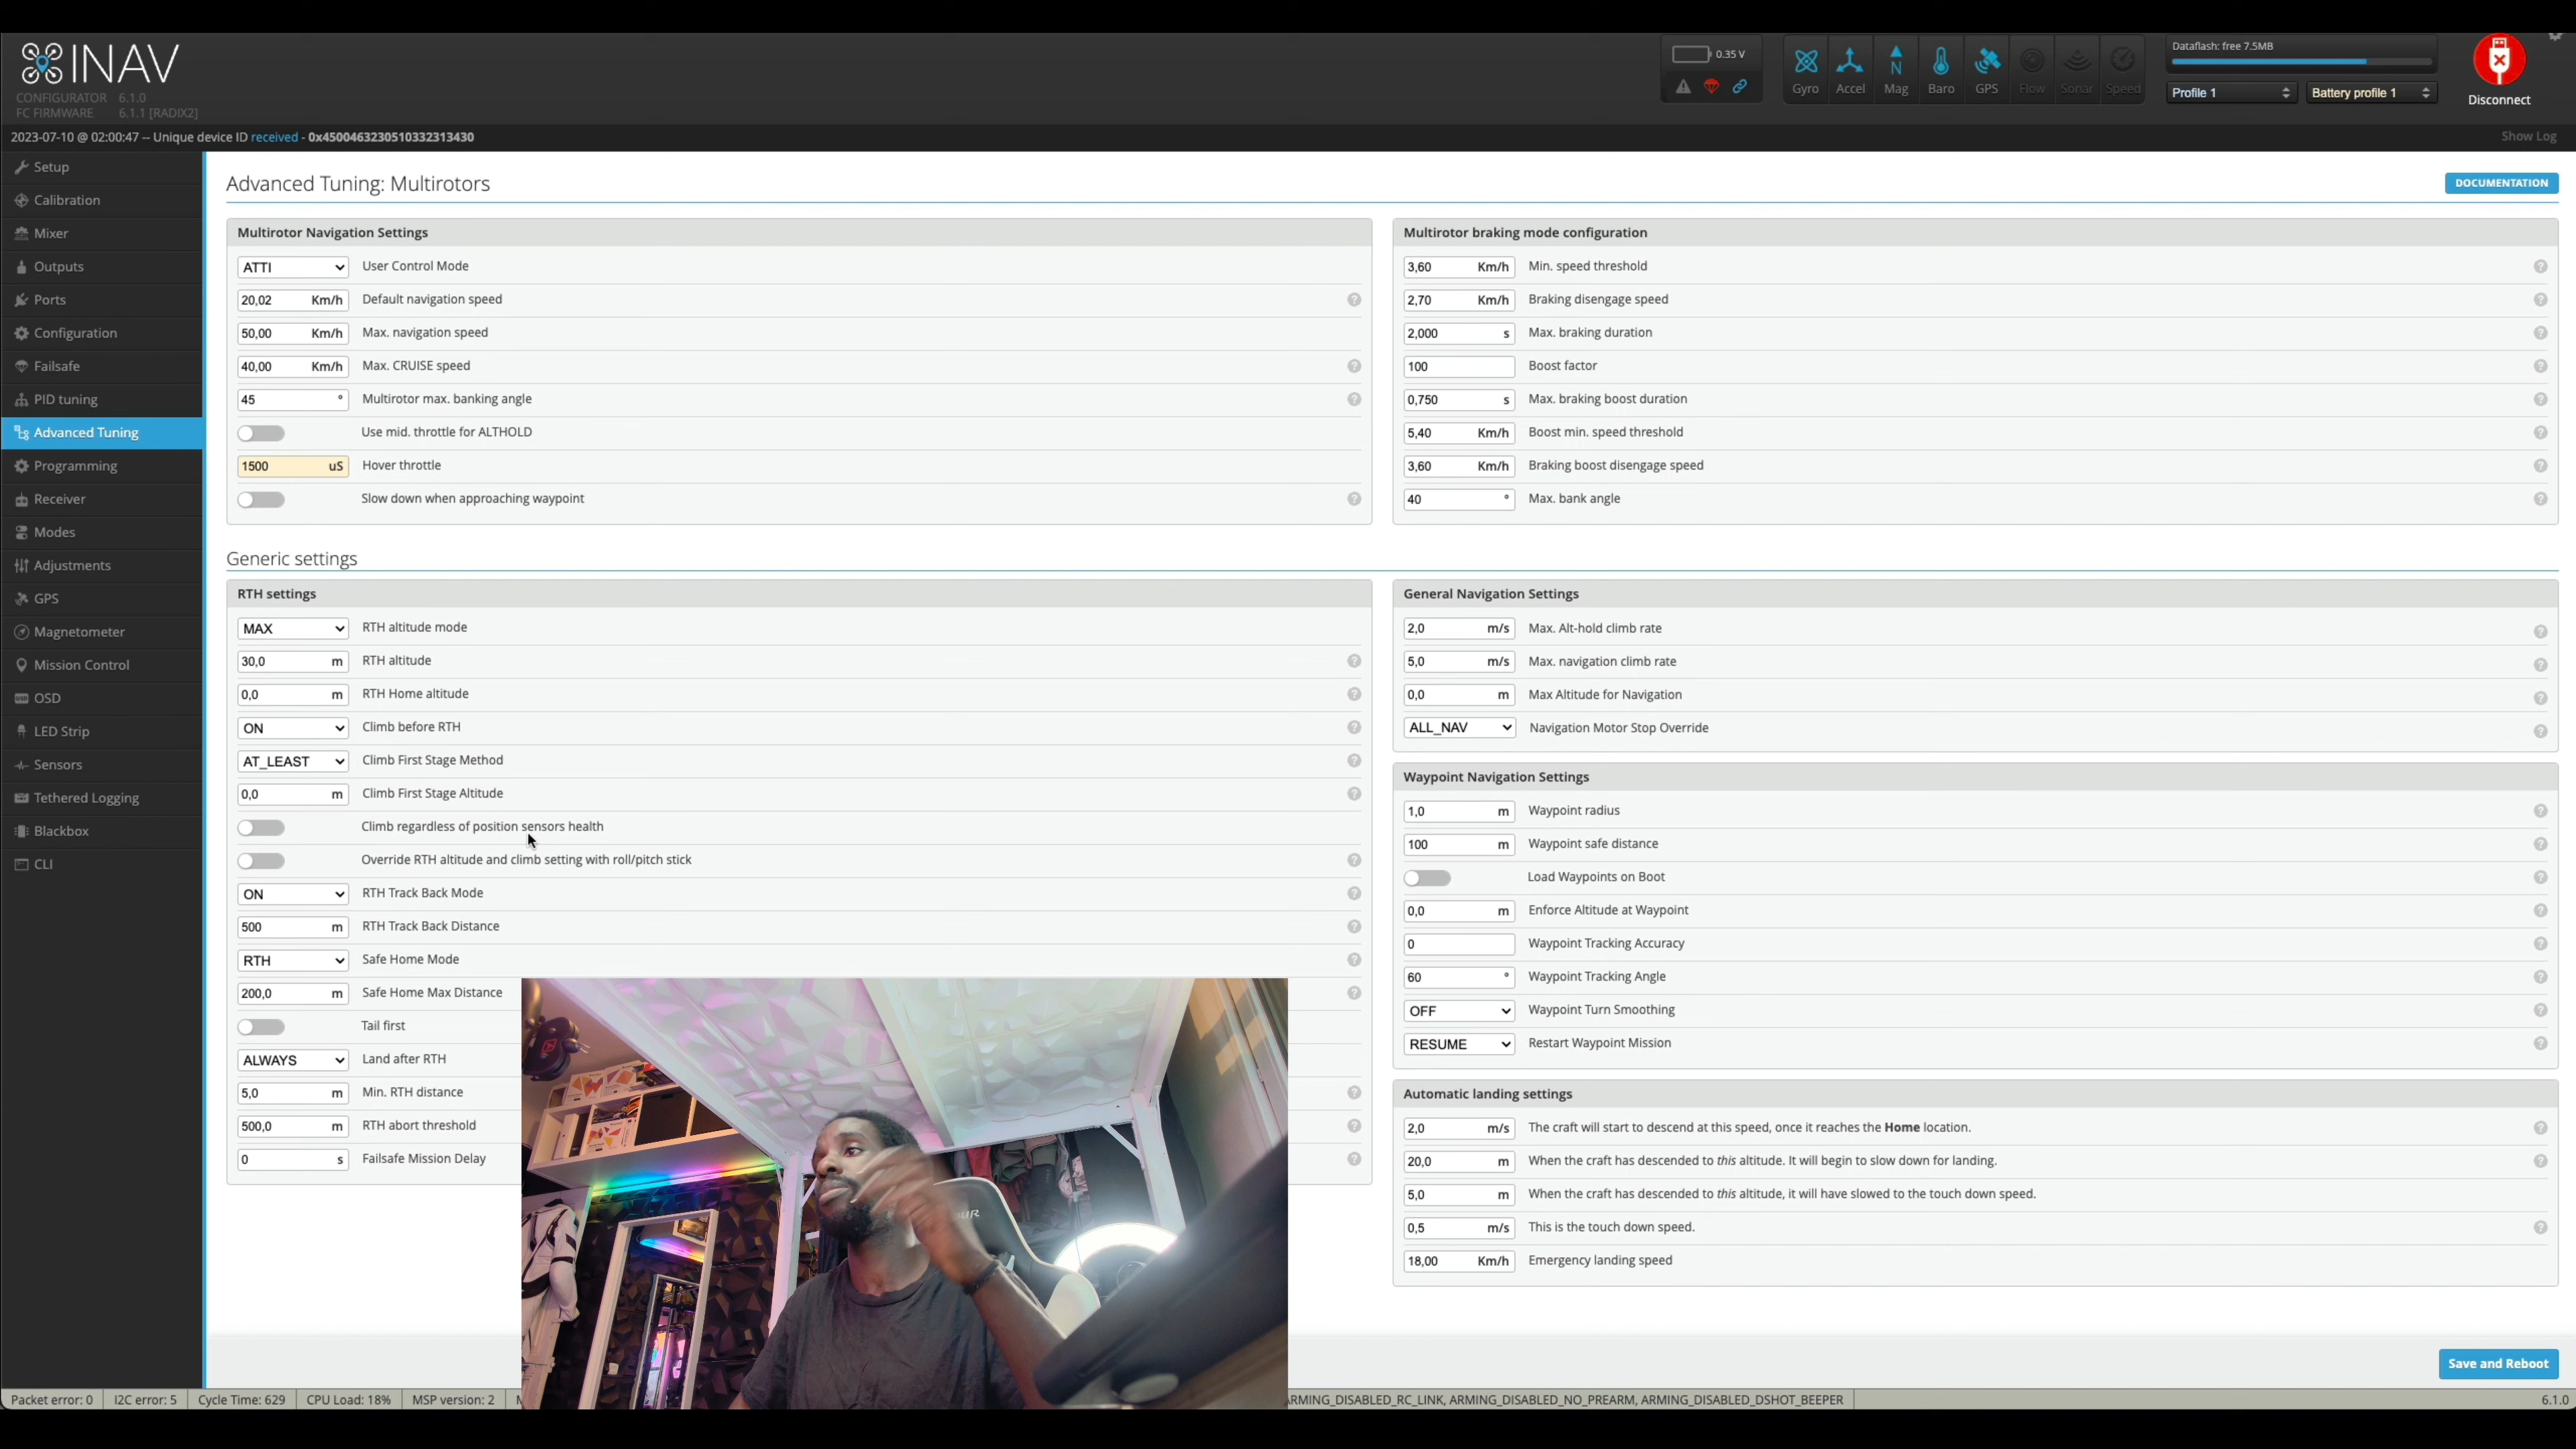 INAV
CONFIGURATOR 6.1.0
FC FIRMWARE 6.1.1 [RADIX2]
0.35 V
Gyro Accel Mag Baro GPS Flow Sonar Speed
Dataflash: free 7.5MB
Profile 1
Battery profile 1
Disconnect
2023-07-10 @ 02:00:47 -- Unique device ID received - 0x4500463230510332313430
Show Log
Setup
Calibration
Mixer
Outputs
Ports
Configuration
Failsafe
PID tuning
Advanced Tuning
Programming
Receiver
Modes
Adjustments
GPS
Magnetometer
Mission Control
OSD
LED Strip
Sensors
Tethered Logging
Blackbox
CLI
Advanced Tuning: Multirotors
DOCUMENTATION
Multirotor Navigation Settings
ATTI User Control Mode
20,02 Km/h Default navigation speed
50,00 Km/h Max. navigation speed
40,00 Km/h Max. CRUISE speed
45 ° Multirotor max. banking angle
Use mid. throttle for ALTHOLD
1500 uS Hover throttle
Slow down when approaching waypoint
Multirotor braking mode configuration
3,60 Km/h Min. speed threshold
2,70 Km/h Braking disengage speed
2,000 s Max. braking duration
100 Boost factor
0,750 s Max. braking boost duration
5,40 Km/h Boost min. speed threshold
3,60 Km/h Braking boost disengage speed
40 ° Max. bank angle
Generic settings
RTH settings
MAX RTH altitude mode
30,0 m RTH altitude
0,0 m RTH Home altitude
ON Climb before RTH
AT_LEAST Climb First Stage Method
0,0 m Climb First Stage Altitude
Climb regardless of position sensors health
Override RTH altitude and climb setting with roll/pitch stick
ON RTH Track Back Mode
500 m RTH Track Back Distance
RTH Safe Home Mode
200,0 m Safe Home Max Distance
Tail first
ALWAYS Land after RTH
5,0 m Min. RTH distance
500,0 m RTH abort threshold
0 s Failsafe Mission Delay
General Navigation Settings
2,0 m/s Max. Alt-hold climb rate
5,0 m/s Max. navigation climb rate
0,0 m Max Altitude for Navigation
ALL_NAV Navigation Motor Stop Override
Waypoint Navigation Settings
1,0 m Waypoint radius
100 m Waypoint safe distance
Load Waypoints on Boot
0,0 m Enforce Altitude at Waypoint
0 Waypoint Tracking Accuracy
60 ° Waypoint Tracking Angle
OFF Waypoint Turn Smoothing
RESUME Restart Waypoint Mission
Automatic landing settings
2,0 m/s The craft will start to descend at this speed, once it reaches the Home location.
20,0 m When the craft has descended to this altitude. It will begin to slow down for landing.
5,0 m When the craft has descended to this altitude, it will have slowed to the touch down speed.
0,5 m/s This is the touch down speed.
18,00 Km/h Emergency landing speed
Save and Reboot
Packet error: 0 I2C error: 5 Cycle Time: 629 CPU Load: 18% MSP version: 2 ARMING_DISABLED_RC_LINK, ARMING_DISABLED_NO_PREARM, ARMING_DISABLED_DSHOT_BEEPER 6.1.0